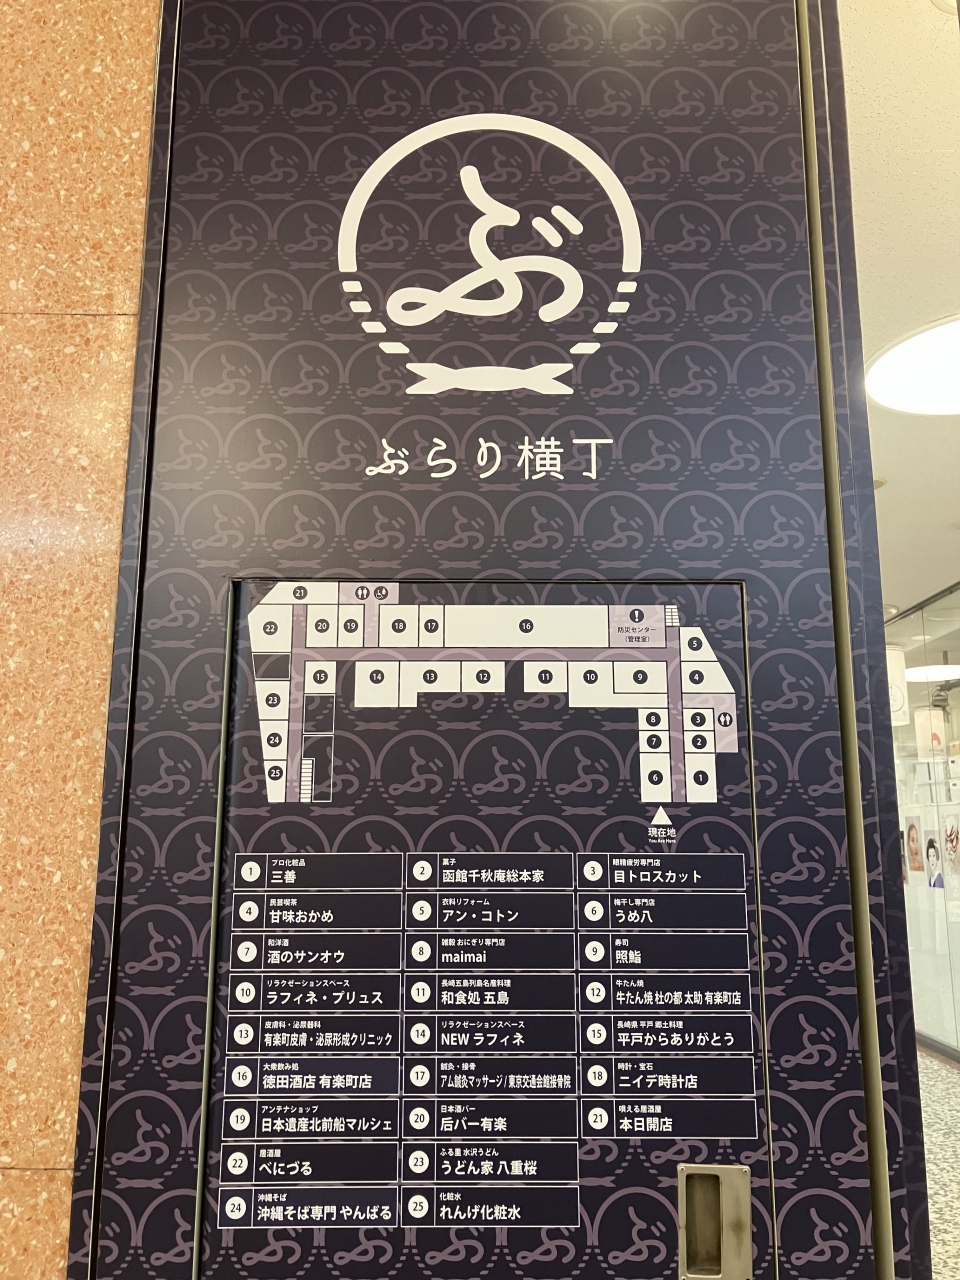 ぶ
ぶらり横丁
21
22
20
19
18
17
16
防災センター
(管理室)
5
15
14
13
12
11
10
9
4
23
8
3
24
7
2
25
6
1
現在地
You Are Here
1 プロ化粧品
三善
2 菓子
函館千秋庵総本家
3 眼精疲労専門店
目トロスカット
4 民芸喫茶
甘味おかめ
5 衣料リフォーム
アン・コトン
6 梅干し専門店
うめ八
7 和洋酒
酒のサンオウ
8 雑穀 おにぎり専門店
maimai
9 寿司
照鮨
10 リラクゼーションスペース
ラフィネ・プリュス
11 長崎五島列島名産料理
和食処 五島
12 牛たん焼
牛たん焼 杜の都 太助 有楽町店
13 皮膚科・泌尿器科
有楽町皮膚・泌尿形成クリニック
14 リラクゼーションスペース
NEW ラフィネ
15 長崎県 平戸 郷土料理
平戸からありがとう
16 大衆飲み処
徳田酒店 有楽町店
17 鍼灸・接骨
アム鍼灸マッサージ / 東京交通会館接骨院
18 時計・宝石
ニイデ時計店
19 アンテナショップ
日本遺産北前船マルシェ
20 日本酒バー
后バー有楽
21 唄える居酒屋
本日開店
22 居酒屋
べにづる
23 ふる里 水沢うどん
うどん家 八重桜
24 沖縄そば
沖縄そば専門 やんばる
25 化粧水
れんげ化粧水